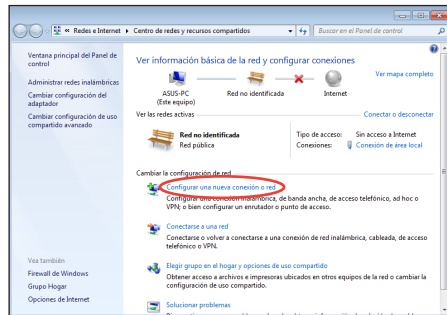 Redes e Internet ▸ Centro de redes y recursos compartidos
Buscar en el Panel de control
Ventana principal del Panel de
control
Administrar redes inalámbricas
Cambiar configuración del
adaptador
Cambiar configuración de uso
compartido avanzado
Vea también
Firewall de Windows
Grupo Hogar
Opciones de Internet
Ver información básica de la red y configurar conexiones
Ver mapa completo
ASUS-PC
(Este equipo)
Red no identificada
Internet
Ver las redes activas
Conectar o desconectar
Red no identificada
Red pública
Tipo de acceso: Sin acceso a Internet
Conexiones: Conexión de área local
Cambiar la configuración de red
Configurar una nueva conexión o red
Configurar una conexión inalámbrica, de banda ancha, de acceso telefónico, ad hoc o
VPN; o bien configurar un enrutador o punto de acceso.
Conectarse a una red
Conectarse o volver a conectarse a una conexión de red inalámbrica, cableada, de acceso
telefónico o VPN.
Elegir grupo en el hogar y opciones de uso compartido
Obtener acceso a archivos e impresoras ubicados en otros equipos de la red o cambiar la
configuración de uso compartido.
Solucionar problemas